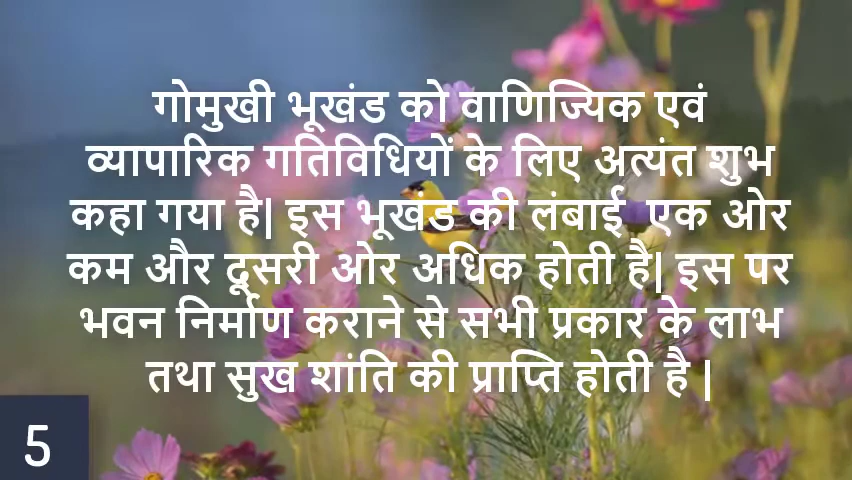 गोमुखी भूखंड को वाणिज्यिक एवं
व्यापारिक गतिविधियों के लिए अत्यंत शुभ
कहा गया है| इस भूखंड की लंबाई  एक ओर
कम और दूसरी ओर अधिक होती है| इस पर
भवन निर्माण कराने से सभी प्रकार के लाभ
तथा सुख शांति की प्राप्ति होती है |
5